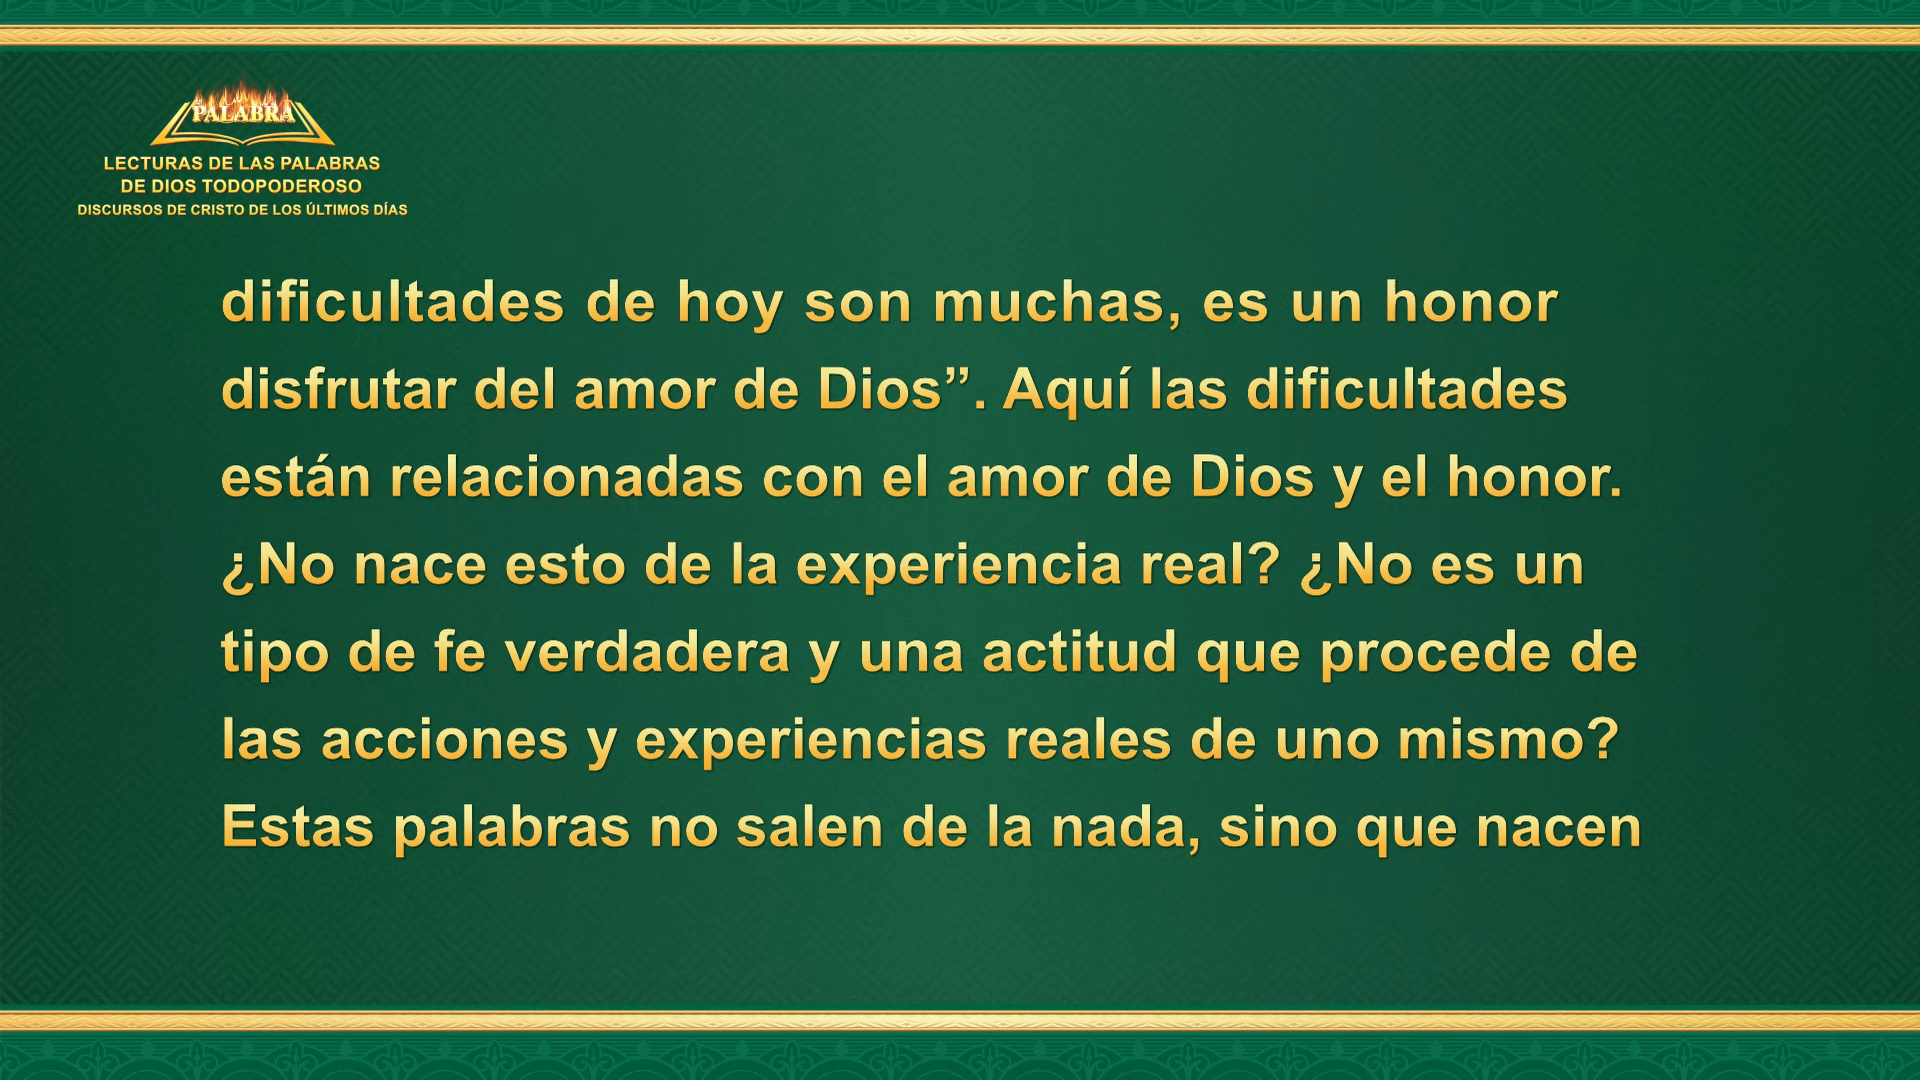 PALABRA
LECTURAS DE LAS PALABRAS
DE DIOS TODOPODEROSO
DISCURSOS DE CRISTO DE LOS ÚLTIMOS DÍAS
dificultades de hoy son muchas, es un honor
disfrutar del amor de Dios”. Aquí las dificultades
están relacionadas con el amor de Dios y el honor.
¿No nace esto de la experiencia real? ¿No es un
tipo de fe verdadera y una actitud que procede de
las acciones y experiencias reales de uno mismo?
Estas palabras no salen de la nada, sino que nacen